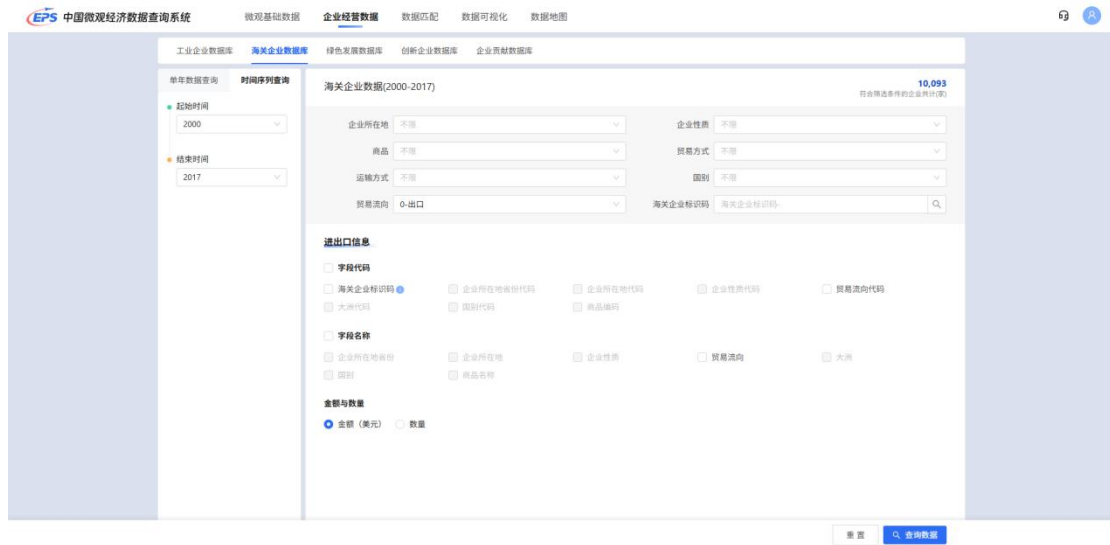 EPS 中国微观经济数据查询系统 微观基础数据 企业经营数据 数据匹配 数据可视化 数据地图
工业企业数据库 海关企业数据库 绿色发展数据库 创新企业数据库 企业贡献数据库
单年数据查询 时间序列查询
起始时间
2000
结束时间
2017
海关企业数据(2000-2017)
10,093
符合筛选条件的企业共计(家)
企业所在地 不限 企业性质 不限
商品 不限 贸易方式 不限
运输方式 不限 国别 不限
贸易流向 0-出口 海关企业标识码 海关企业标识码-
进出口信息
字段代码
海关企业标识码 企业所在地省份代码 企业所在地代码 企业性质代码 贸易流向代码
大洲代码 国别代码 商品编码
字段名称
企业所在地省份 企业所在地 企业性质 贸易流向 大洲
国别 商品名称
金额与数量
金额（美元） 数量
重置 查询数据